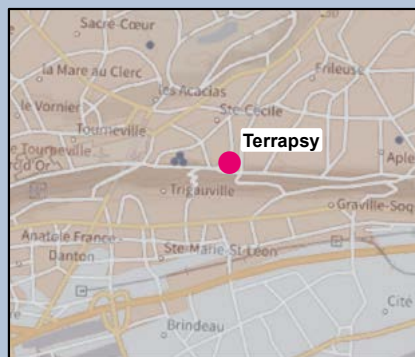 Sacré-Cœur
la Mare au Clerc
Frileuse
les Acacias
le Vornier
Ste-Cécile
Tourneville
Terrapsy
Tourneville
Aple
c d'Or
Trigauville
Graville-Soq
Anatole France -
Danton
Ste-Marie-St-Léon
Cité
Brindeau